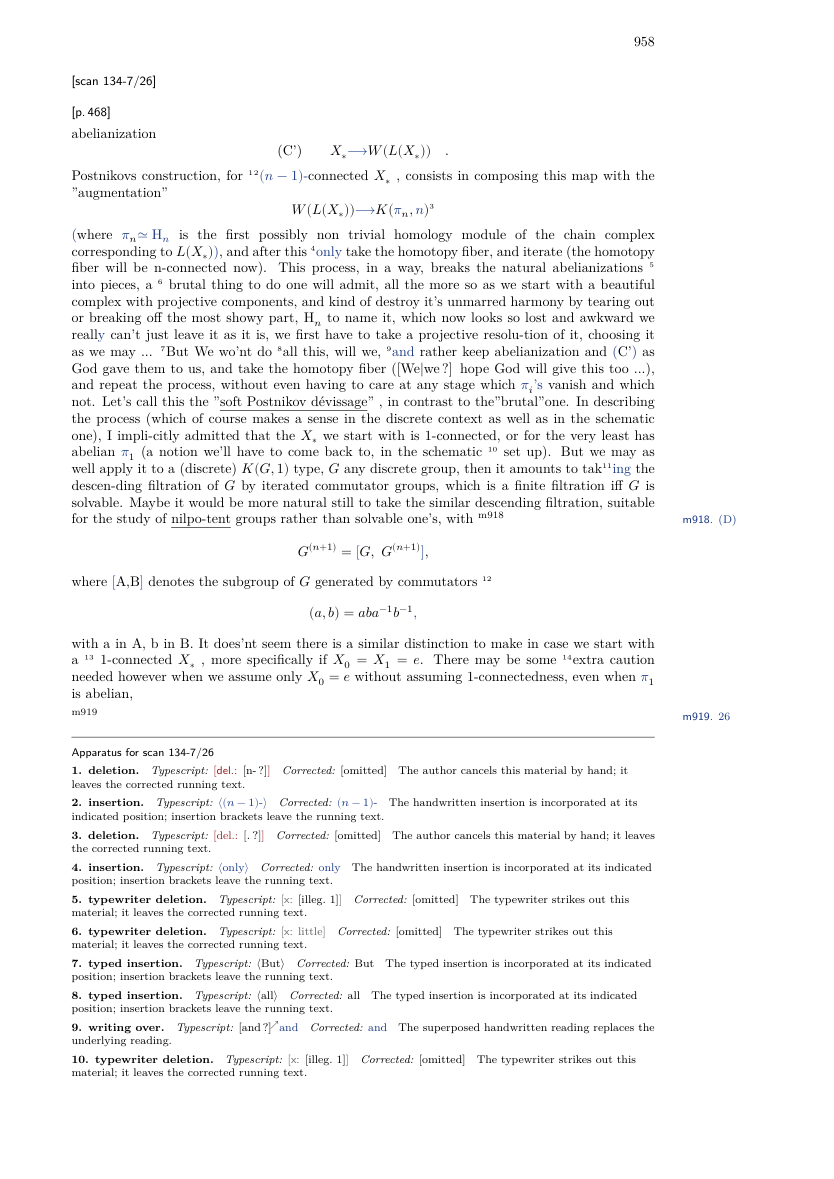 958
[scan 134-7/26]
[p. 468]
abelianization
(C') X∗⟶W(L(X∗)) .
Postnikovs construction, for ¹²(n − 1)-connected X∗ , consists in composing this map with the
"augmentation"
W(L(X∗))⟶K(πₙ, n)³
(where πₙ≃ Hₙ is the first possibly non trivial homology module of the chain complex
corresponding to L(X∗)), and after this ⁴only take the homotopy fiber, and iterate (the homotopy
fiber will be n-connected now). This process, in a way, breaks the natural abelianizations ⁵
into pieces, a ⁶ brutal thing to do one will admit, all the more so as we start with a beautiful
complex with projective components, and kind of destroy it's unmarred harmony by tearing out
or breaking off the most showy part, Hₙ to name it, which now looks so lost and awkward we
really can't just leave it as it is, we first have to take a projective resolu-tion of it, choosing it
as we may ... ⁷But We wo'nt do ⁸all this, will we, ⁹and rather keep abelianization and (C') as
God gave them to us, and take the homotopy fiber ([We|we ?] hope God will give this too ...),
and repeat the process, without even having to care at any stage which πᵢ's vanish and which
not. Let's call this the "soft Postnikov dévissage" , in contrast to the"brutal"one. In describing
the process (which of course makes a sense in the discrete context as well as in the schematic
one), I impli-citly admitted that the X∗ we start with is 1-connected, or for the very least has
abelian π₁ (a notion we'll have to come back to, in the schematic ¹⁰ set up). But we may as
well apply it to a (discrete) K(G, 1) type, G any discrete group, then it amounts to tak¹¹ing the
descen-ding filtration of G by iterated commutator groups, which is a finite filtration iff G is
solvable. Maybe it would be more natural still to take the similar descending filtration, suitable
for the study of nilpo-tent groups rather than solvable one's, with ᵐ⁹¹⁸
m918. (D)
G⁽ⁿ⁺¹⁾ = [G, G⁽ⁿ⁺¹⁾],
where [A,B] denotes the subgroup of G generated by commutators ¹²
(a, b) = aba⁻¹b⁻¹,
with a in A, b in B. It does'nt seem there is a similar distinction to make in case we start with
a ¹³ 1-connected X∗ , more specifically if X₀ = X₁ = e. There may be some ¹⁴extra caution
needed however when we assume only X₀ = e without assuming 1-connectedness, even when π₁
is abelian,
m919
m919. 26
Apparatus for scan 134-7/26
1. deletion. Typescript: [del.: [n- ?]] Corrected: [omitted] The author cancels this material by hand; it
leaves the corrected running text.
2. insertion. Typescript: ⟨(n − 1)-⟩ Corrected: (n − 1)- The handwritten insertion is incorporated at its
indicated position; insertion brackets leave the running text.
3. deletion. Typescript: [del.: [. ?]] Corrected: [omitted] The author cancels this material by hand; it leaves
the corrected running text.
4. insertion. Typescript: ⟨only⟩ Corrected: only The handwritten insertion is incorporated at its indicated
position; insertion brackets leave the running text.
5. typewriter deletion. Typescript: [x: [illeg. 1]] Corrected: [omitted] The typewriter strikes out this
material; it leaves the corrected running text.
6. typewriter deletion. Typescript: [x: little] Corrected: [omitted] The typewriter strikes out this
material; it leaves the corrected running text.
7. typed insertion. Typescript: ⟨But⟩ Corrected: But The typed insertion is incorporated at its indicated
position; insertion brackets leave the running text.
8. typed insertion. Typescript: ⟨all⟩ Corrected: all The typed insertion is incorporated at its indicated
position; insertion brackets leave the running text.
9. writing over. Typescript: [and ?]↗and Corrected: and The superposed handwritten reading replaces the
underlying reading.
10. typewriter deletion. Typescript: [x: [illeg. 1]] Corrected: [omitted] The typewriter strikes out this
material; it leaves the corrected running text.